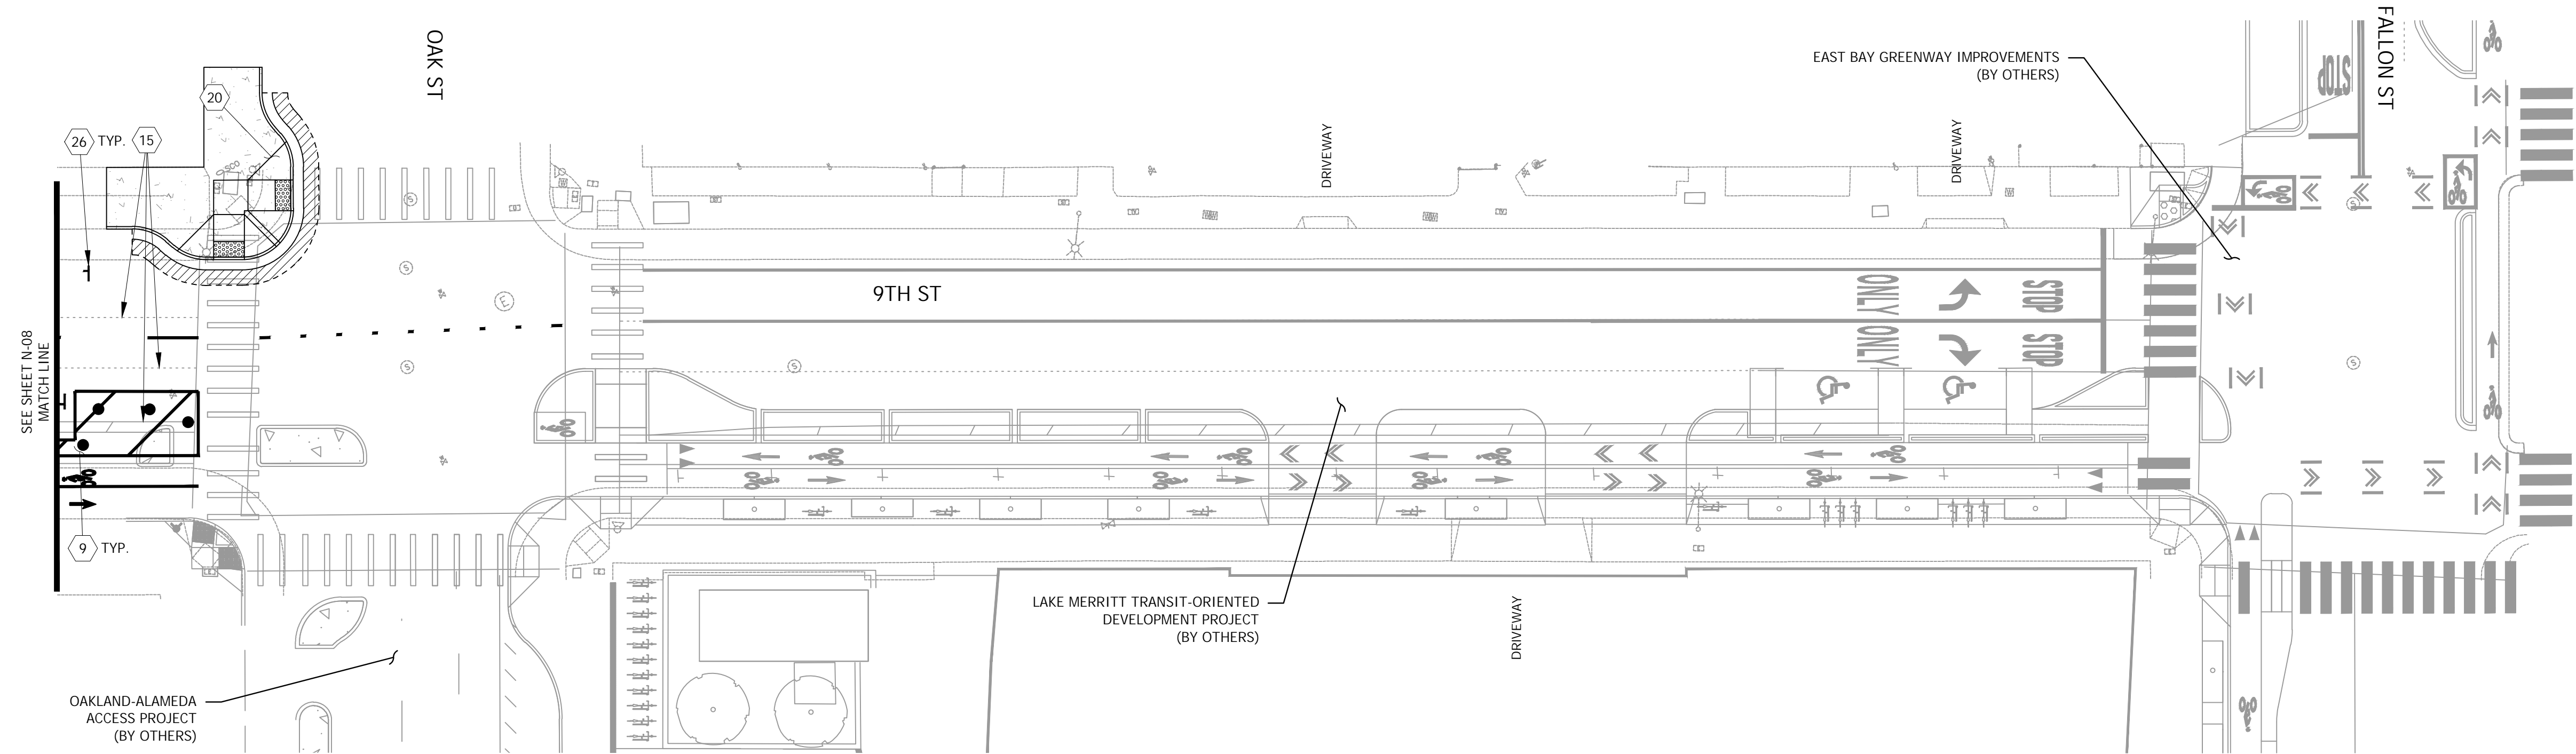 OAK ST
FALLON ST
EAST BAY GREENWAY IMPROVEMENTS
(BY OTHERS)
STOP
20
26 TYP.
15
DRIVEWAY
DRIVEWAY
9TH ST
ONLY
STOP
ONLY
STOP
E
S
S
S
S
S
S
SEE SHEET N-08
MATCH LINE
9 TYP.
LAKE MERRITT TRANSIT-ORIENTED
DEVELOPMENT PROJECT
(BY OTHERS)
DRIVEWAY
OAKLAND-ALAMEDA
ACCESS PROJECT
(BY OTHERS)